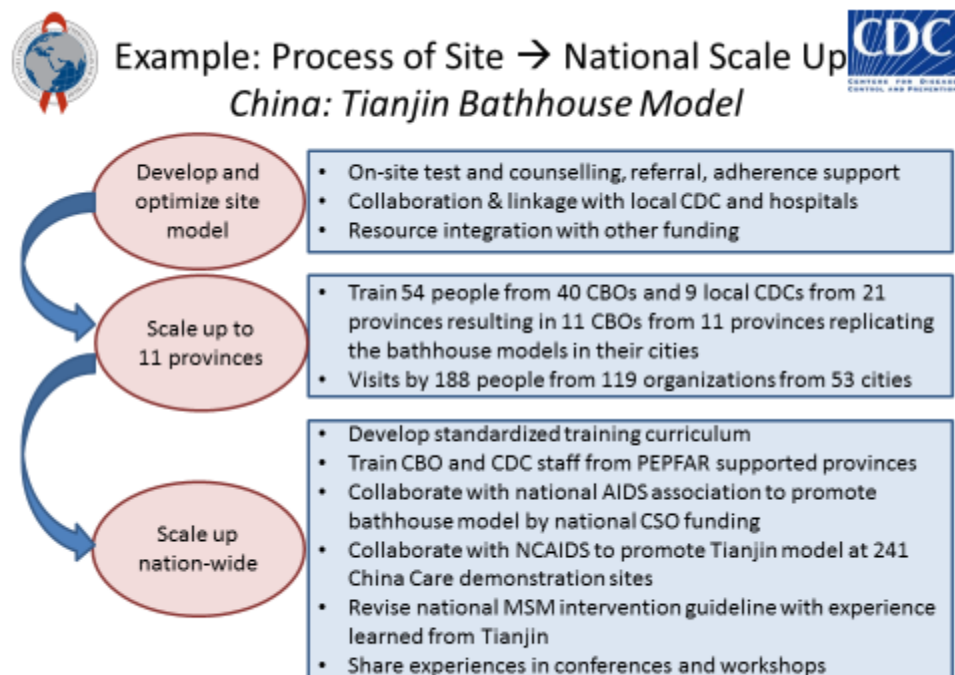 Example: Process of Site → National Scale Up
China: Tianjin Bathhouse Model
CDC
CENTERS FOR DISEASE
CONTROL AND PREVENTION
Develop and
optimize site
model
• On-site test and counselling, referral, adherence support
• Collaboration & linkage with local CDC and hospitals
• Resource integration with other funding
Scale up to
11 provinces
• Train 54 people from 40 CBOs and 9 local CDCs from 21
provinces resulting in 11 CBOs from 11 provinces replicating
the bathhouse models in their cities
• Visits by 188 people from 119 organizations from 53 cities
Scale up
nation-wide
• Develop standardized training curriculum
• Train CBO and CDC staff from PEPFAR supported provinces
• Collaborate with national AIDS association to promote
bathhouse model by national CSO funding
• Collaborate with NCAIDS to promote Tianjin model at 241
China Care demonstration sites
• Revise national MSM intervention guideline with experience
learned from Tianjin
• Share experiences in conferences and workshops